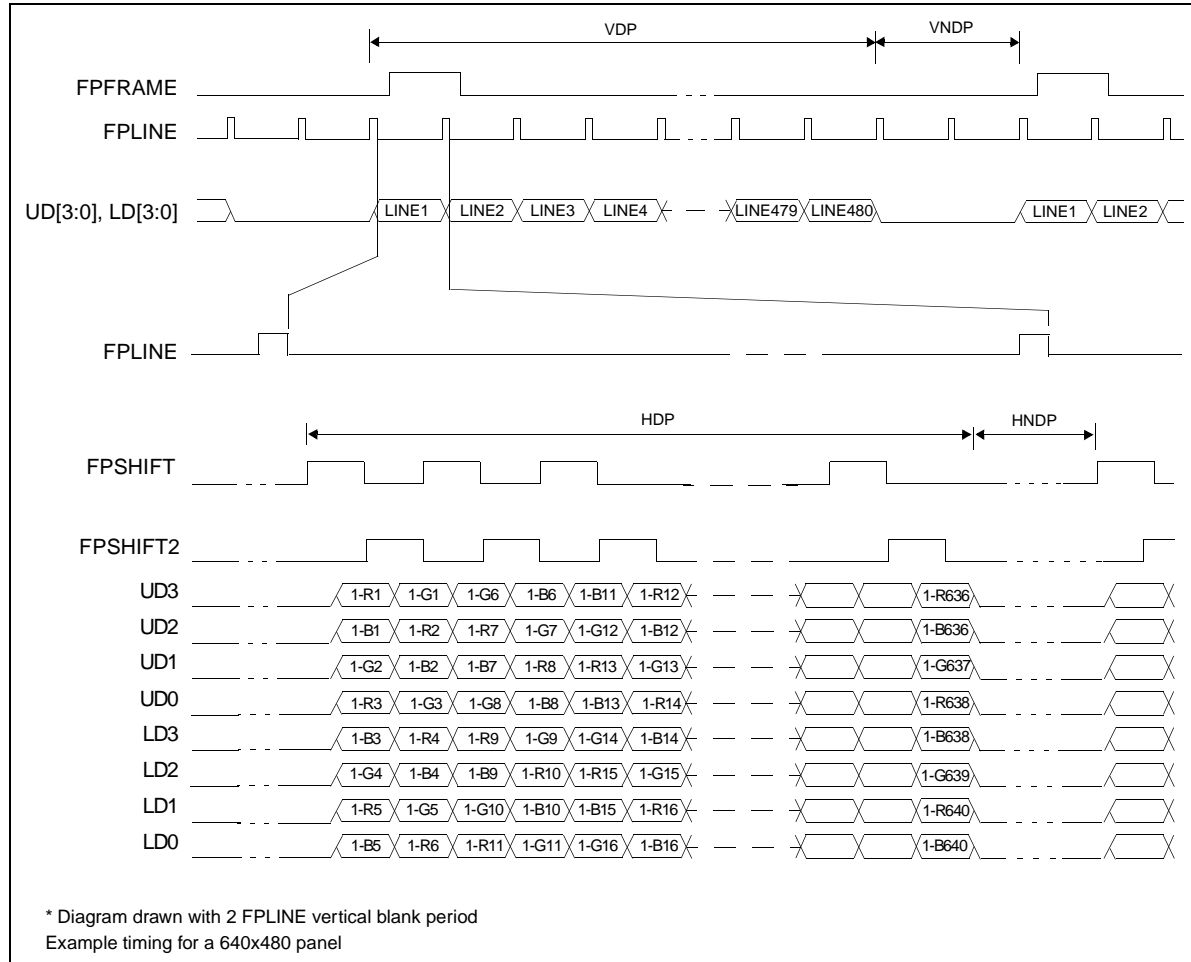 VDP VNDP
FPFRAME
FPLINE
UD[3:0], LD[3:0] LINE1 LINE2 LINE3 LINE4 LINE479 LINE480 LINE1 LINE2
FPLINE
HDP HNDP
FPSHIFT
FPSHIFT2
UD3 1-R1 1-G1 1-G6 1-B6 1-B11 1-R12 1-R636
UD2 1-B1 1-R2 1-R7 1-G7 1-G12 1-B12 1-B636
UD1 1-G2 1-B2 1-B7 1-R8 1-R13 1-G13 1-G637
UD0 1-R3 1-G3 1-G8 1-B8 1-B13 1-R14 1-R638
LD3 1-B3 1-R4 1-R9 1-G9 1-G14 1-B14 1-B638
LD2 1-G4 1-B4 1-B9 1-R10 1-R15 1-G15 1-G639
LD1 1-R5 1-G5 1-G10 1-B10 1-B15 1-R16 1-R640
LD0 1-B5 1-R6 1-R11 1-G11 1-G16 1-B16 1-B640
* Diagram drawn with 2 FPLINE vertical blank period
Example timing for a 640x480 panel